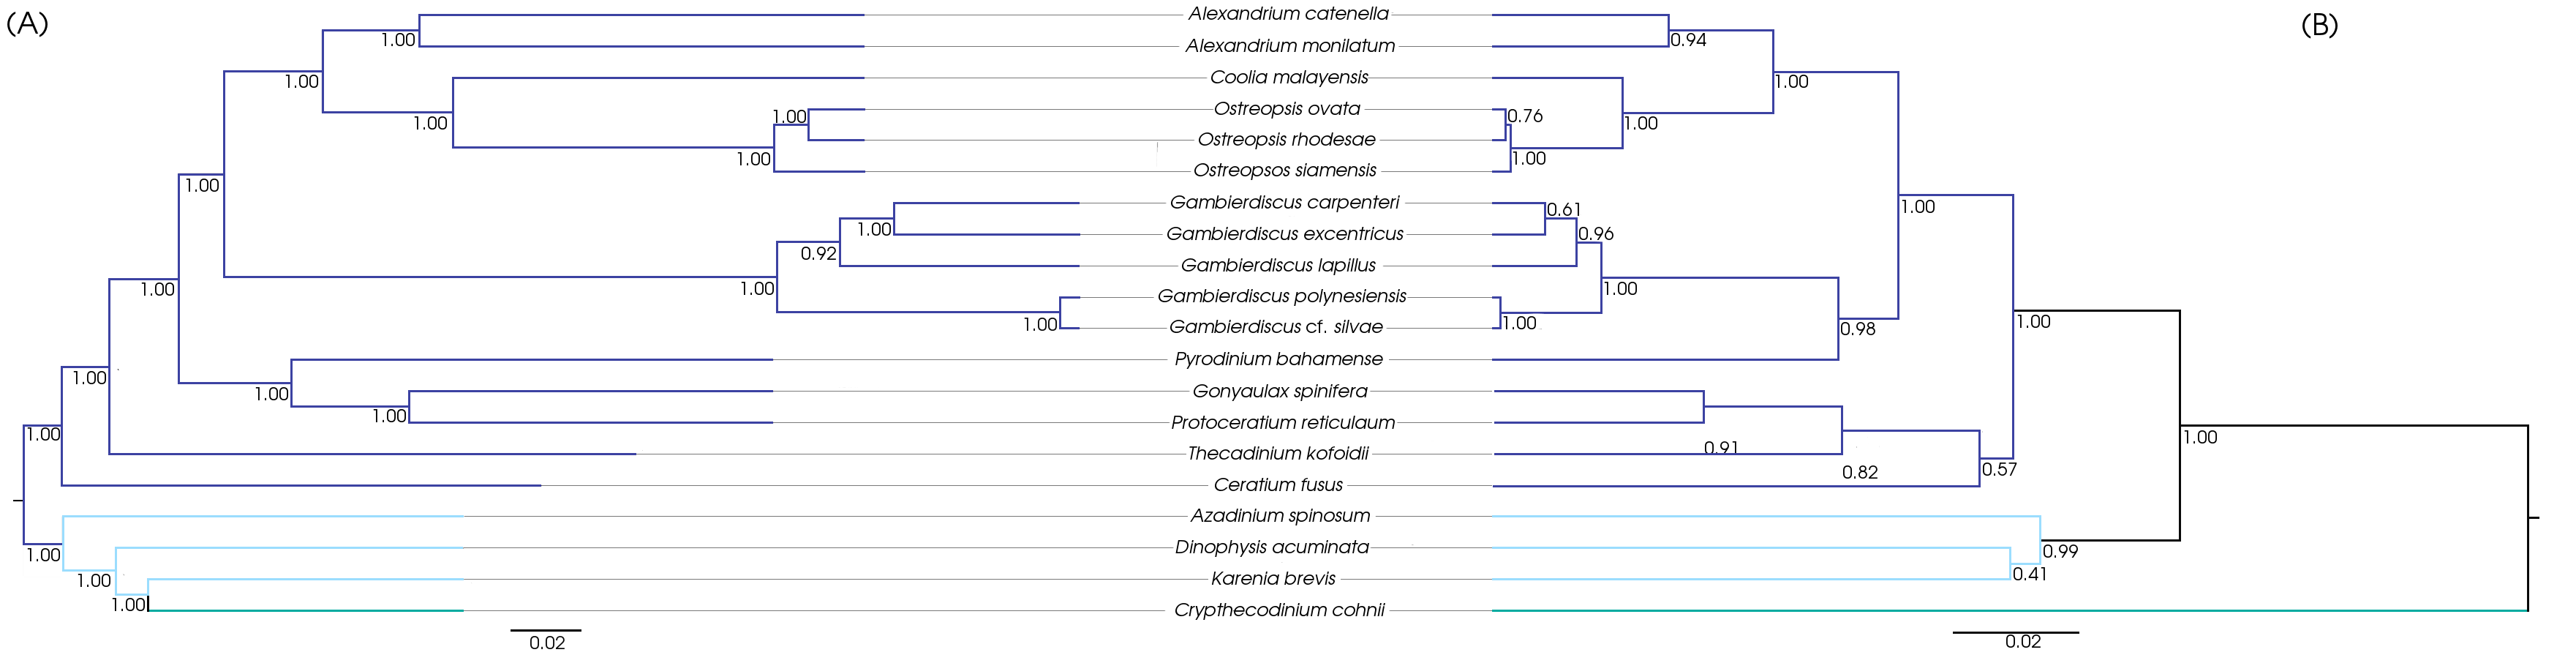 (A) Alexandrium catenella (B)
1.00 Alexandrium monilatum 0.94
1.00 Coolia malayensis 1.00
1.00 Ostreopsis ovata 0.76
1.00 Ostreopsis rhodesae 1.00
1.00 Ostreopsos siamensis 1.00
1.00 Gambierdiscus carpenteri 0.61
1.00 Gambierdiscus excentricus 0.96
0.92 Gambierdiscus lapillus 1.00
1.00 Gambierdiscus polynesiensis 1.00
1.00 Gambierdiscus cf. silvae 1.00
1.00 Pyrodinium bahamense 0.98
1.00 Gonyaulax spinifera 1.00
1.00 Protoceratium reticulaum 1.00
1.00 Thecadinium kofoidii 0.91
1.00 Ceratium fusus 0.82 0.57
Azadinium spinosum
1.00 Dinophysis acuminata 0.99
1.00 Karenia brevis 0.41
1.00 Crypthecodinium cohnii
0.02 0.02